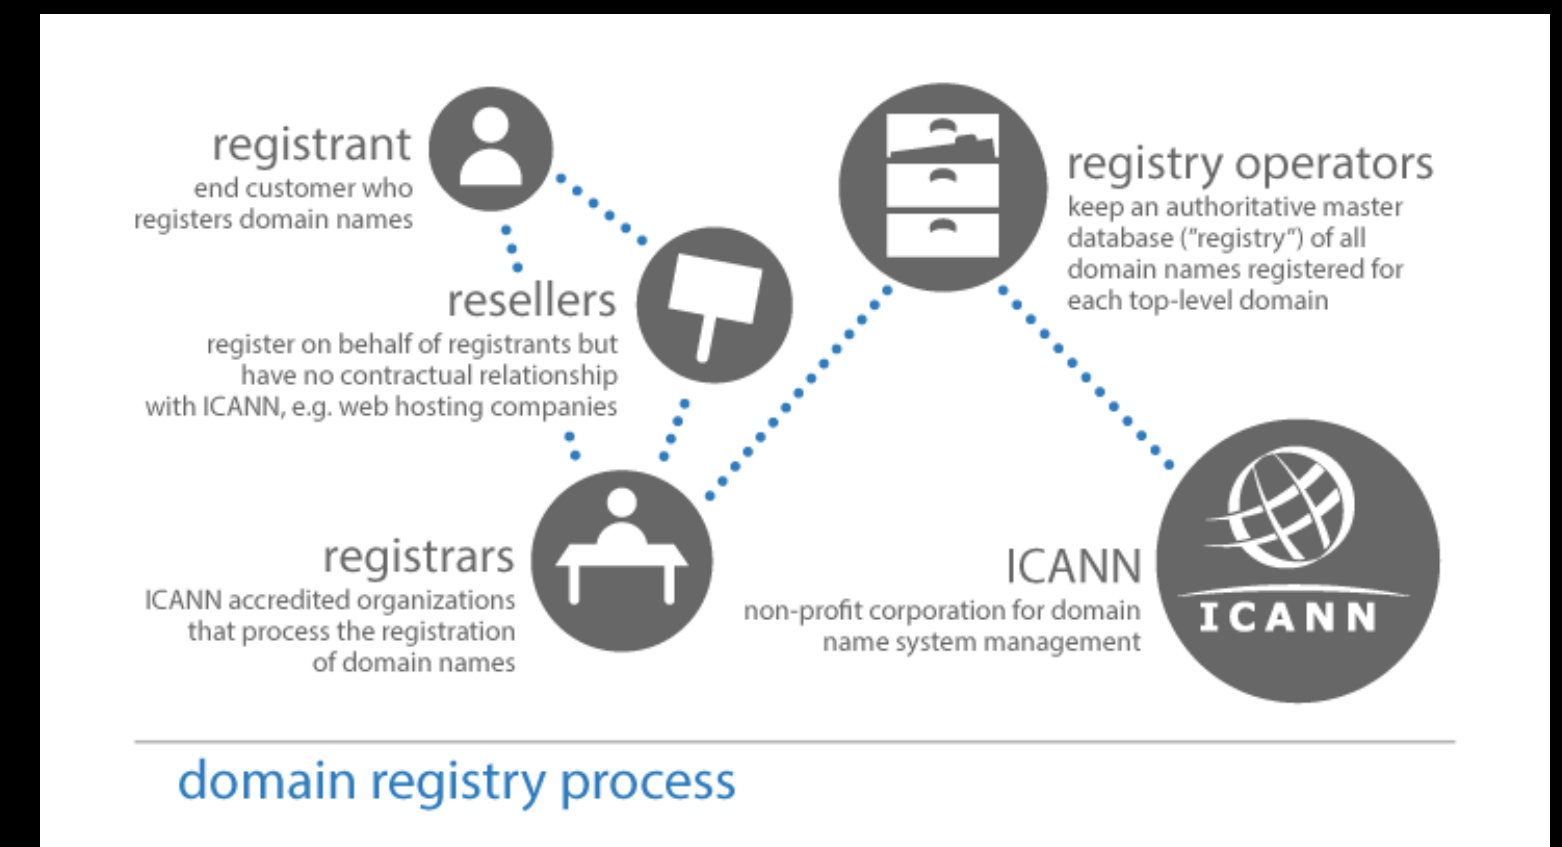 registrant
end customer who
registers domain names
resellers
register on behalf of registrants but
have no contractual relationship
with ICANN, e.g. web hosting companies
registrars
ICANN accredited organizations
that process the registration
of domain names
registry operators
keep an authoritative master
database ("registry") of all
domain names registered for
each top-level domain
ICANN
non-profit corporation for domain
name system management
ICANN
domain registry process